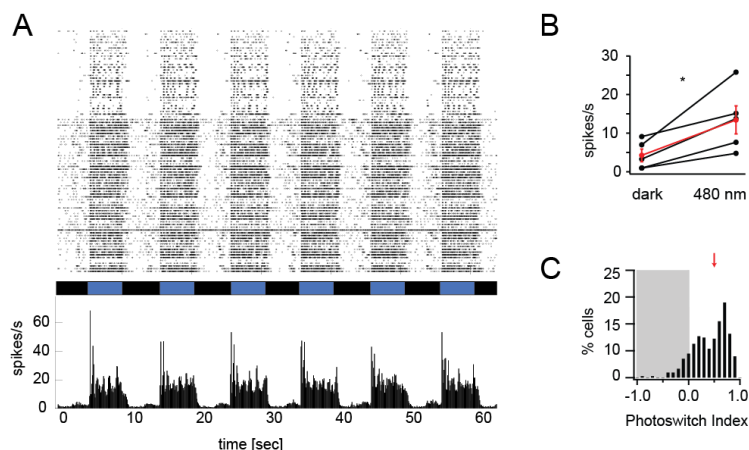 A
spikes/s
60
40
20
0
0 10 20 30 40 50 60
time [sec]
B
*
spikes/s
30
20
10
0
dark 480 nm
C
% cells
25
20
15
10
5
0
-1.0 0.0 1.0
Photoswitch Index